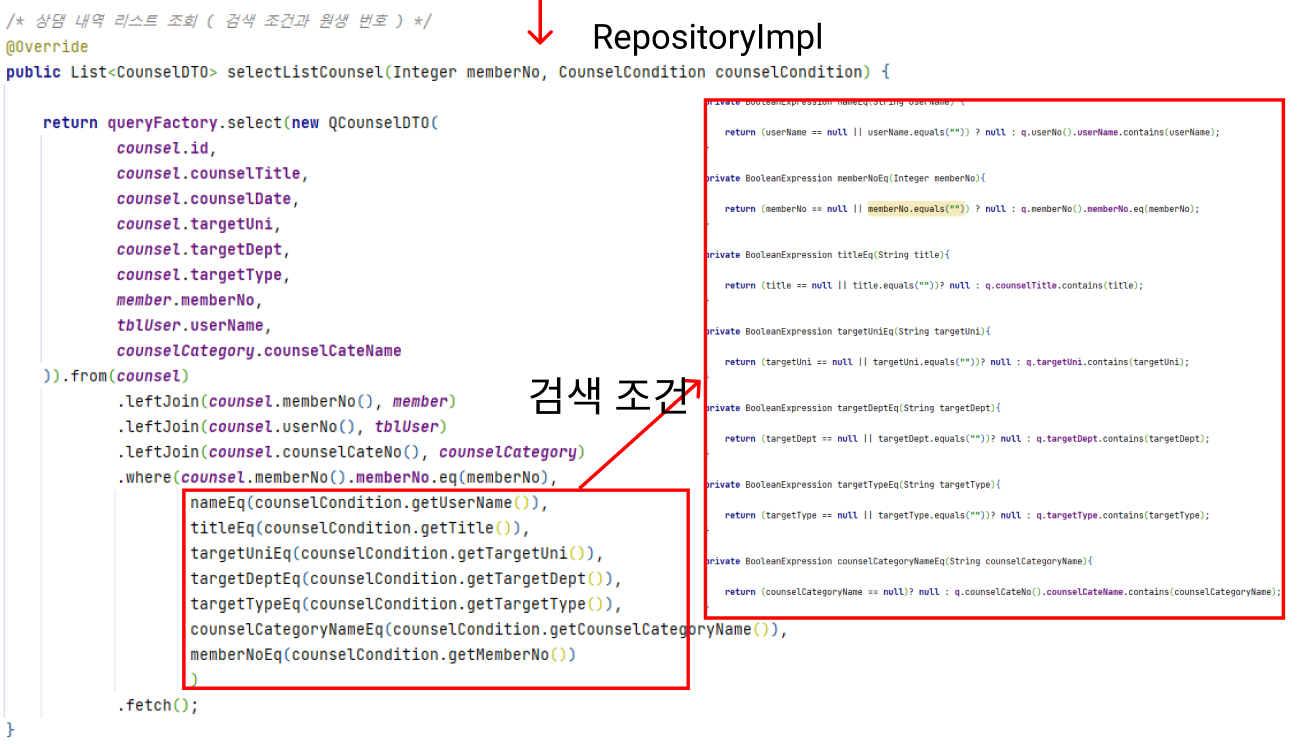 /* 상댐 내역 리스트 조회 ( 검색 조건과 원생 번호 ) */
@Override
public List<CounselDTO> selectListCounsel(Integer memberNo, CounselCondition counselCondition) {
RepositoryImpl
return queryFactory.select(new QCounselDTO(
counsel.id,
counsel.counselTitle,
counsel.counselDate,
counsel.targetUni,
counsel.targetDept,
counsel.targetType,
member.memberNo,
tblUser.userName,
counselCategory.counselCateName
)).from(counsel)
.leftJoin(counsel.memberNo(), member)
.leftJoin(counsel.userNo(), tblUser)
.leftJoin(counsel.counselCateNo(), counselCategory)
.where(counsel.memberNo().memberNo.eq(memberNo),
nameEq(counselCondition.getUserName()),
titleEq(counselCondition.getTitle()),
targetUniEq(counselCondition.getTargetUni()),
targetDeptEq(counselCondition.getTargetDept()),
targetTypeEq(counselCondition.getTargetType()),
counselCategoryNameEq(counselCondition.getCounselCategoryName()),
memberNoEq(counselCondition.getMemberNo())
)
.fetch();
}
검색 조건
private BooleanExpression nameEq(String userName) {
return (userName == null || userName.equals("")) ? null : q.userNo().userName.contains(userName);
private BooleanExpression memberNoEq(Integer memberNo){
return (memberNo == null || memberNo.equals("")) ? null : q.memberNo().memberNo.eq(memberNo);
private BooleanExpression titleEq(String title){
return (title == null || title.equals(""))? null : q.counselTitle.contains(title);
private BooleanExpression targetUniEq(String targetUni){
return (targetUni == null || targetUni.equals(""))? null : q.targetUni.contains(targetUni);
private BooleanExpression targetDeptEq(String targetDept){
return (targetDept == null || targetDept.equals(""))? null : q.targetDept.contains(targetDept);
private BooleanExpression targetTypeEq(String targetType){
return (targetType == null || targetType.equals(""))? null : q.targetType.contains(targetType);
private BooleanExpression counselCategoryNameEq(String counselCategoryName){
return (counselCategoryName == null)? null : q.counselCateNo().counselCateName.contains(counselCategoryName);